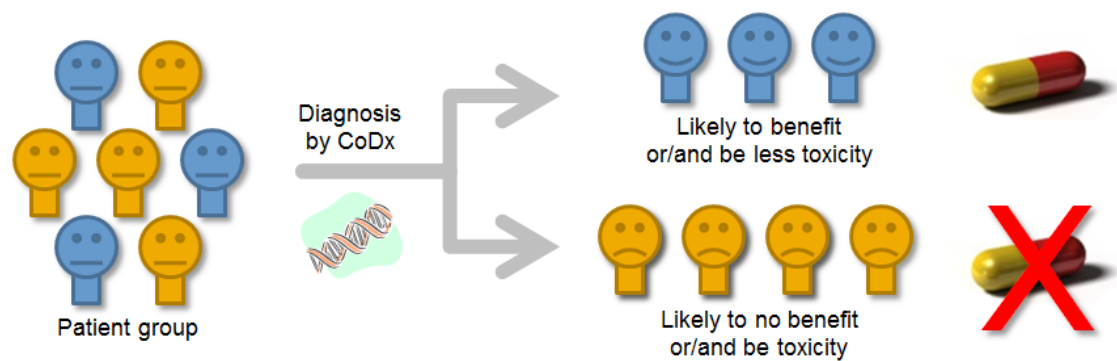 Patient group
Diagnosis
by CoDx
Likely to benefit
or/and be less toxicity
Likely to no benefit
or/and be toxicity